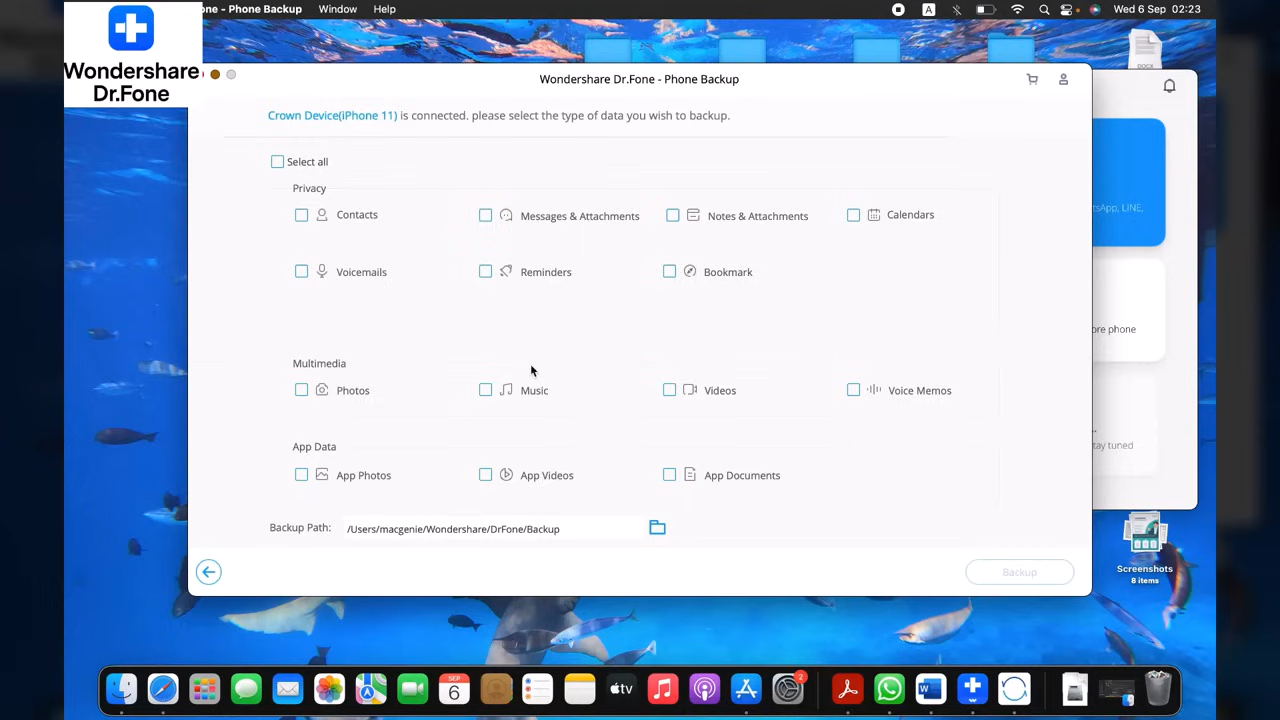 ne - Phone Backup Window Help
A
Wed 6 Sep 02:23
Wondershare
Dr.Fone
DOCX
Wondershare Dr.Fone - Phone Backup
Crown Device(iPhone 11) is connected. please select the type of data you wish to backup.
Select all
Privacy
Contacts
Messages & Attachments
Notes & Attachments
Calendars
tsApp, LINE,
Voicemails
Reminders
Bookmark
ore phone
Multimedia
Photos
Music
Videos
Voice Memos
App Data
tay tuned
App Photos
App Videos
App Documents
Backup Path: /Users/macgenie/Wondershare/DrFone/Backup
Backup
Screenshots
8 items
SEP
6
tv
2